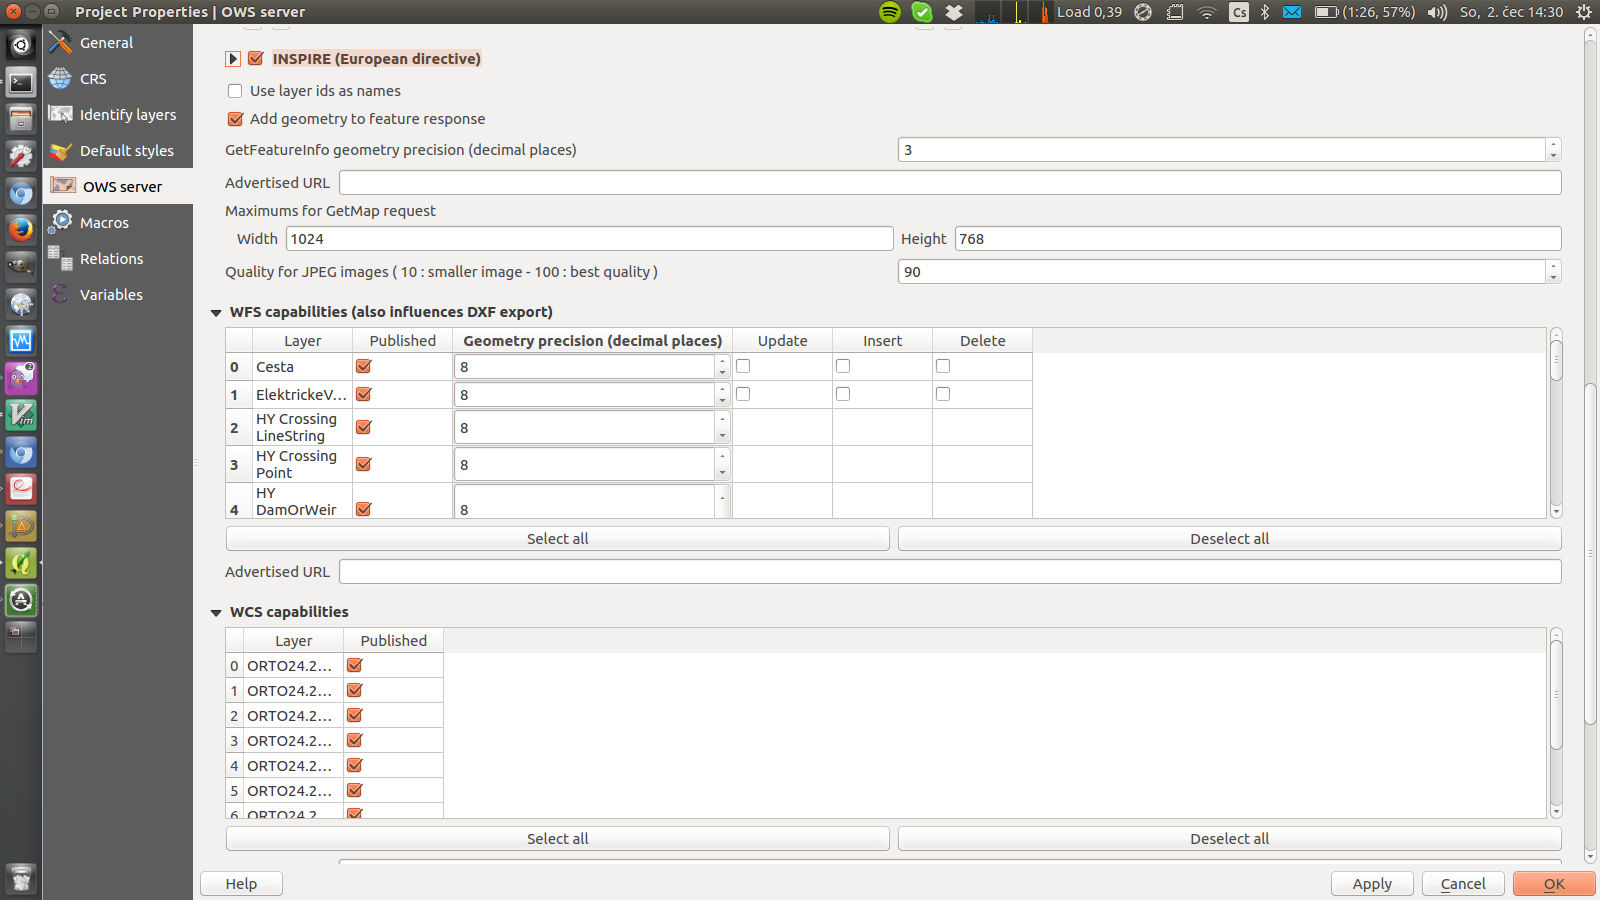 Project Properties | OWS server
Load 0,39
Cs
(1:26, 57%)
So, 2. čec 14:30
General
CRS
Identify layers
Default styles
OWS server
Macros
Relations
Variables
INSPIRE (European directive)
Use layer ids as names
Add geometry to feature response
GetFeatureInfo geometry precision (decimal places)
3
Advertised URL
Maximums for GetMap request
Width
1024
Height
768
Quality for JPEG images ( 10 : smaller image - 100 : best quality )
90
WFS capabilities (also influences DXF export)
Layer Published Geometry precision (decimal places) Update Insert Delete
0 Cesta 8
1 ElektrickeV... 8
2 HY Crossing LineString 8
3 HY Crossing Point 8
4 HY DamOrWeir 8
Select all
Deselect all
Advertised URL
WCS capabilities
Layer Published
0 ORTO24.2...
1 ORTO24.2...
2 ORTO24.2...
3 ORTO24.2...
4 ORTO24.2...
5 ORTO24.2...
6 ORTO24.2
Select all
Deselect all
Help
Apply
Cancel
OK